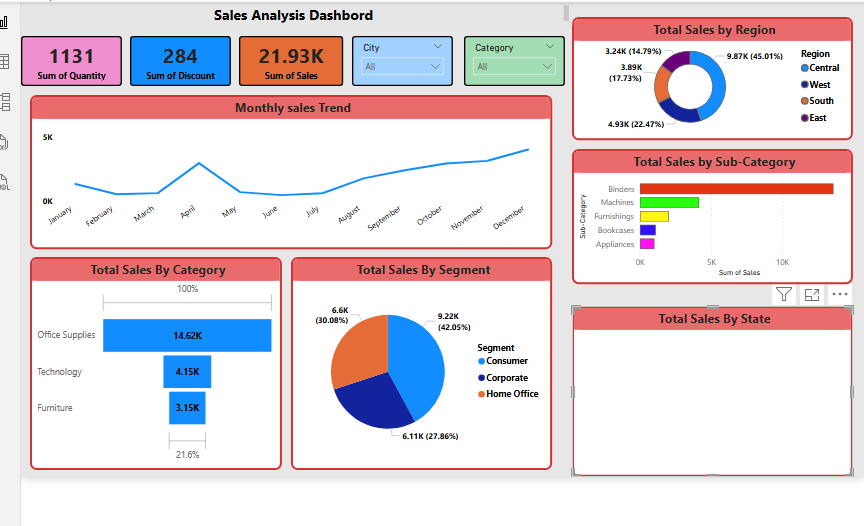 Sales Analysis Dashbord
1131
Sum of Quantity
284
Sum of Discount
21.93K
Sum of Sales
City
All
Category
All
Monthly sales Trend
5K
0K
January
February
March
April
May
June
July
August
September
October
November
December
Total Sales By Category
100%
Office Supplies
14.62K
Technology
4.15K
Furniture
3.15K
21.6%
Total Sales By Segment
6.6K
(30.08%)
9.22K
(42.05%)
6.11K (27.86%)
Segment
Consumer
Corporate
Home Office
Total Sales by Region
3.24K (14.79%)
3.89K
(17.73%)
9.87K (45.01%)
4.93K (22.47%)
Region
Central
West
South
East
Total Sales by Sub-Category
Sub-Category
Binders
Machines
Furnishings
Bookcases
Appliances
0K
5K
10K
Sum of Sales
Total Sales By State